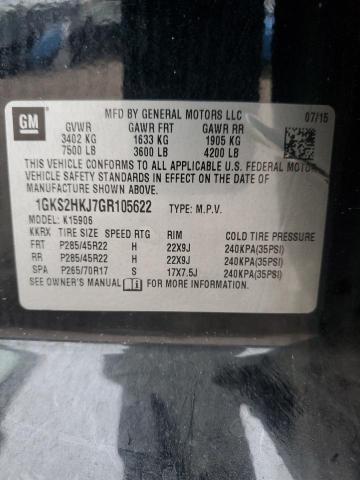 GM
MFD BY GENERAL MOTORS LLC 07/15
GVWR GAWR FRT GAWR RR
3402 KG 1633 KG 1905 KG
7500 LB 3600 LB 4200 LB
THIS VEHICLE CONFORMS TO ALL APPLICABLE U.S. FEDERAL MOTOR
VEHICLE SAFETY STANDARDS IN EFFECT ON THE DATE OF
MANUFACTURE SHOWN ABOVE.
1GKS2HKJ7GR105622 TYPE: M.P.V.
MODEL: K15906
KKRX TIRE SIZE SPEED RTG RIM COLD TIRE PRESSURE
FRT P285/45R22 H 22X9J 240KPA(35PSI)
RR P285/45R22 H 22X9J 240KPA(35PSI)
SPA P265/70R17 S 17X7.5J 240KPA(35PSI)
SEE OWNER'S MANUAL FOR MORE INFORMATION.